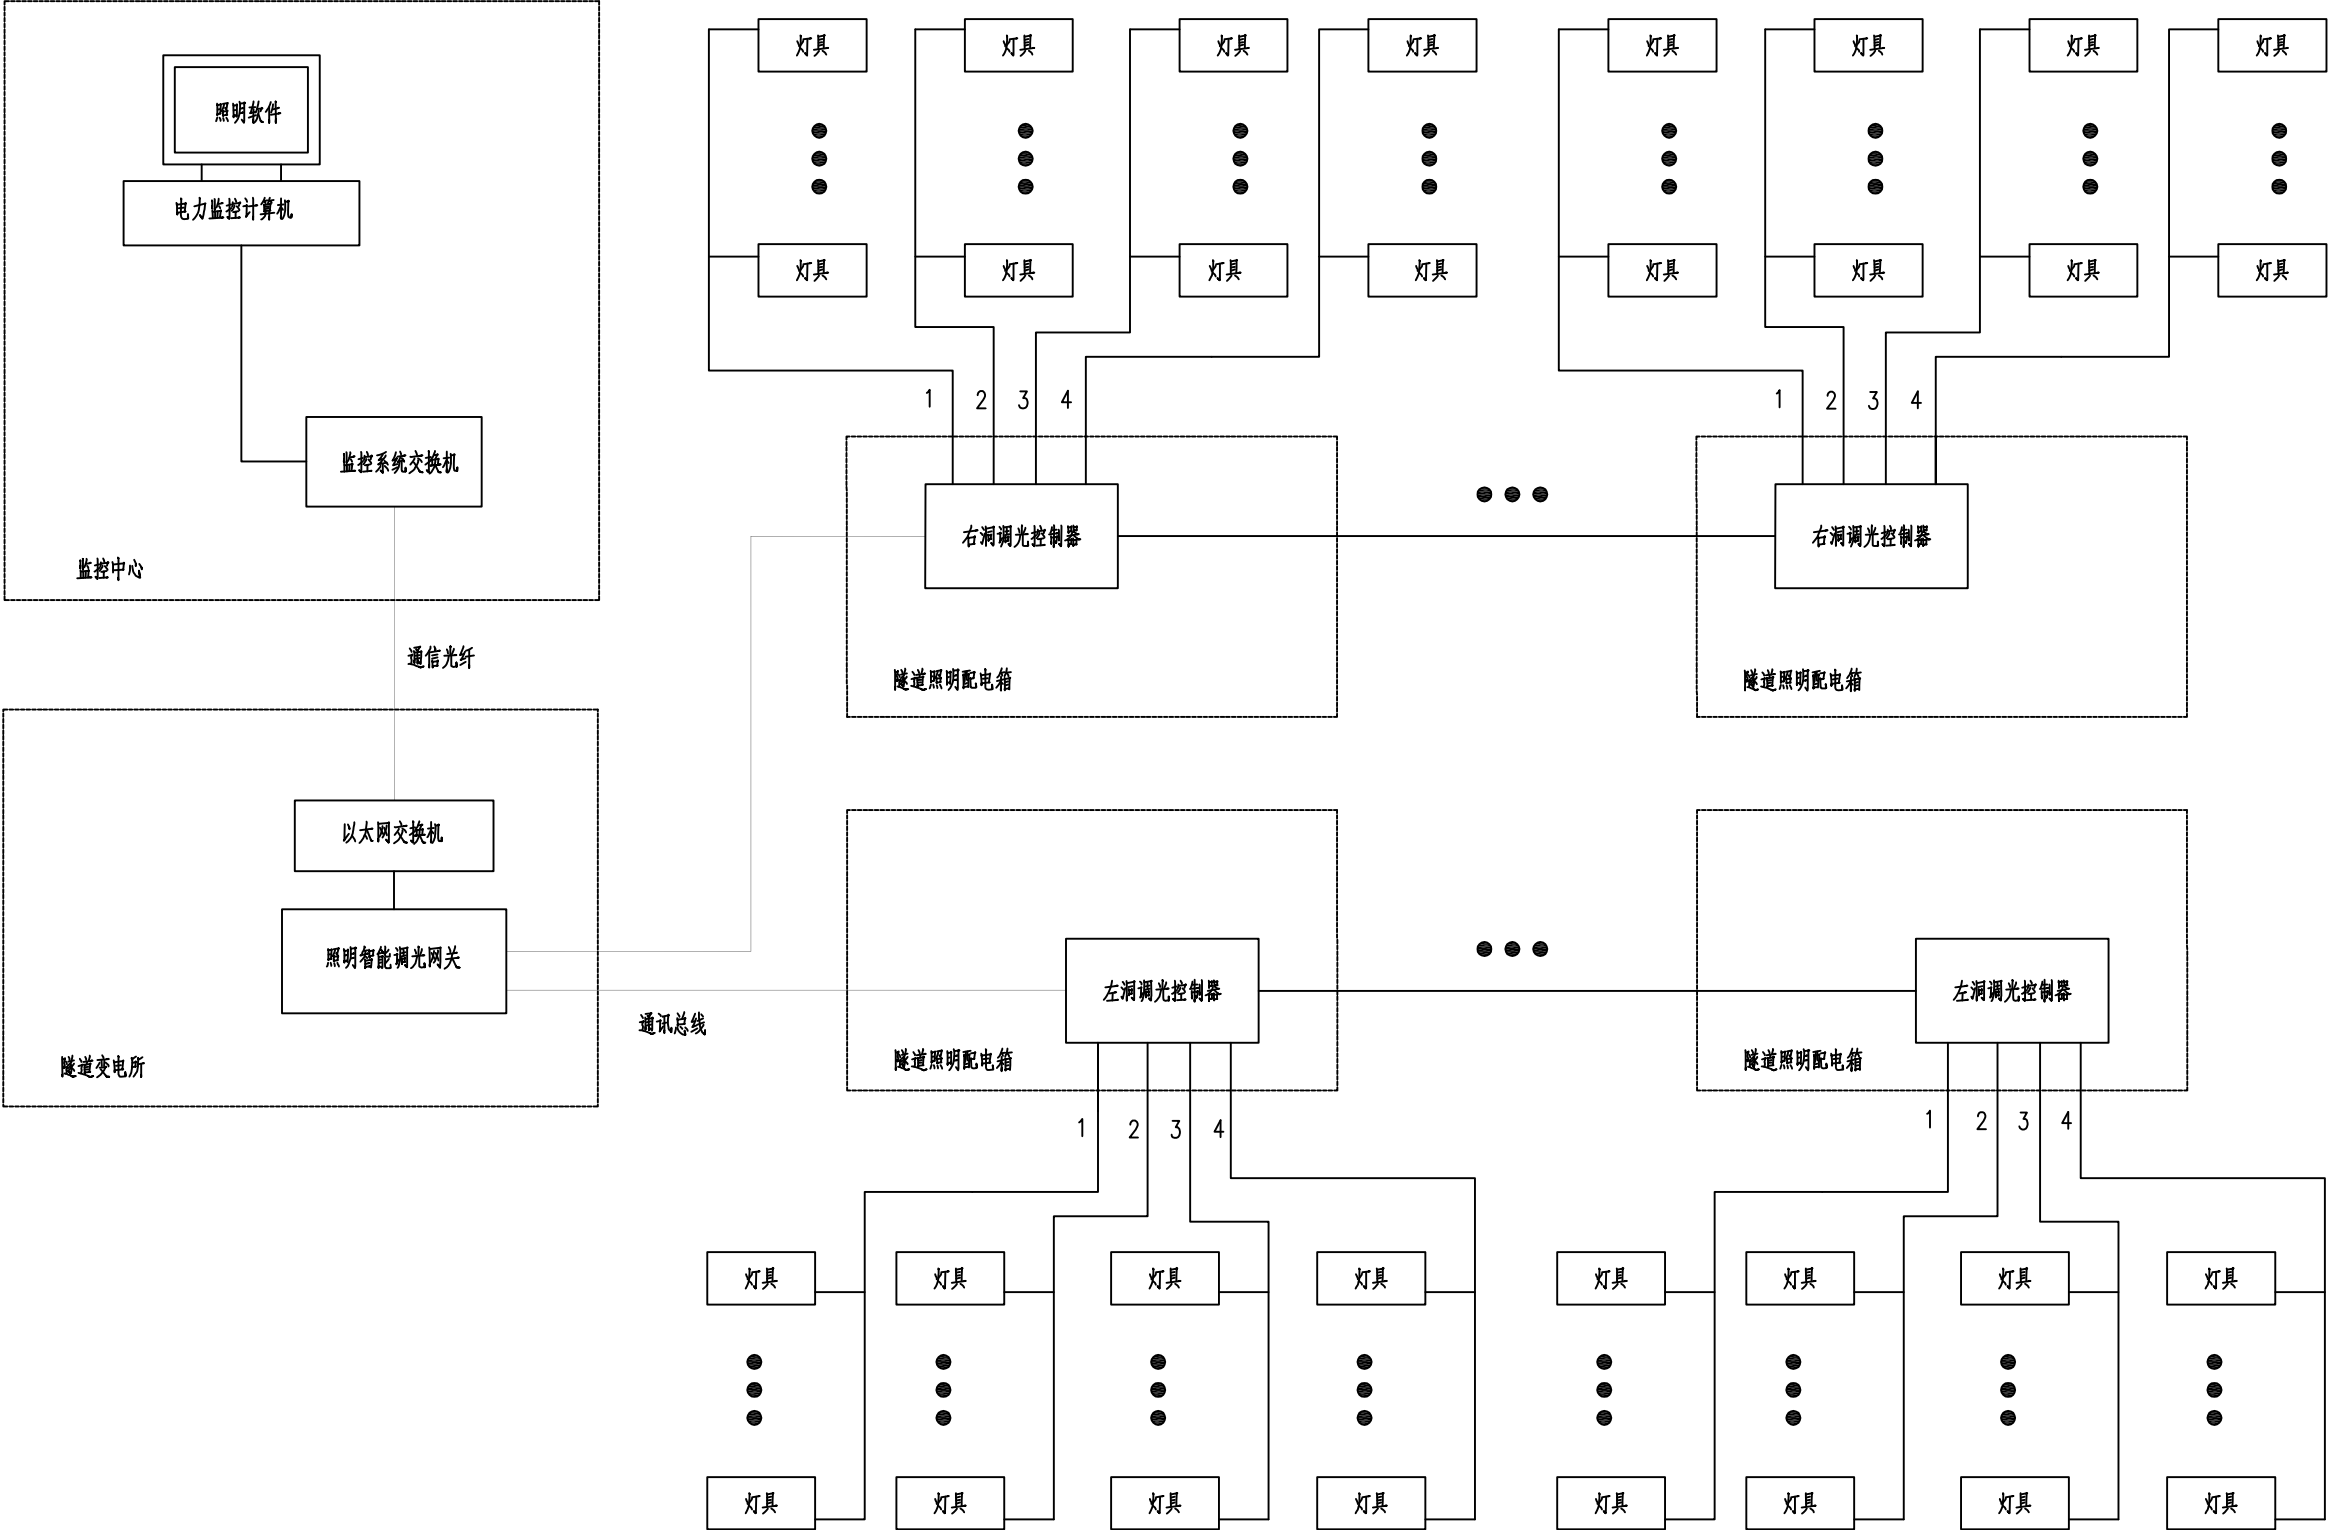 灯具 灯具 灯具 灯具 灯具 灯具 灯具 灯具
照明软件
电力监控计算机
灯具 灯具 灯具 灯具 灯具 灯具 灯具 灯具
1 2 3 4 1 2 3 4
监控系统交换机
右洞调光控制器 右洞调光控制器
监控中心
通信光纤
隧道照明配电箱 隧道照明配电箱
以太网交换机
照明智能调光网关
左洞调光控制器 左洞调光控制器
通讯总线
隧道变电所
隧道照明配电箱 隧道照明配电箱
1 2 3 4 1 2 3 4
灯具 灯具 灯具 灯具 灯具 灯具 灯具 灯具
灯具 灯具 灯具 灯具 灯具 灯具 灯具 灯具